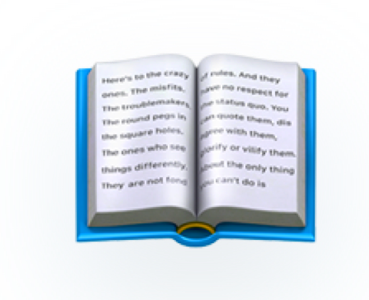 Here's to the crazy
ones. The misfits.
The troublemakers.
The round pegs in
the square holes.
The ones who see
things differently.
They are not fond
of rules. And they
have no respect for
the status quo. You
can quote them, dis
agree with them,
glorify or vilify them.
about the only thing
you can't do is